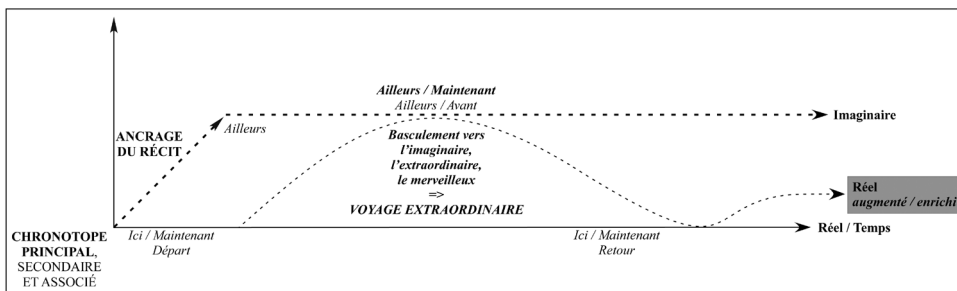 Ailleurs / Maintenant
Ailleurs / Avant
Imaginaire
Ailleurs
ANCRAGE
DU RÉCIT
Basculement vers
l'imaginaire,
l'extraordinaire,
le merveilleux
=>
VOYAGE EXTRAORDINAIRE
Réel
augmenté / enrichi
Réel / Temps
CHRONOTOPE
PRINCIPAL,
SECONDAIRE
ET ASSOCIÉ
Ici / Maintenant
Départ
Ici / Maintenant
Retour